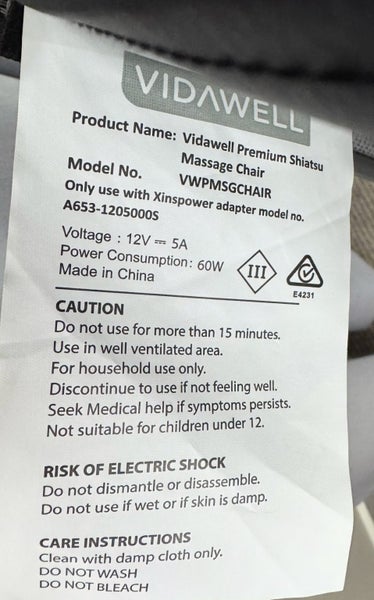 VIDAWELL
Product Name: Vidawell Premium Shiatsu
Massage Chair
Model No. VWPMSGCHAIR
Only use with Xinspower adapter model no.
A653-1205000S
Voltage : 12V ⎓ 5A
Power Consumption: 60W
Made in China
III
E4231
CAUTION
Do not use for more than 15 minutes.
Use in well ventilated area.
For household use only.
Discontinue to use if not feeling well.
Seek Medical help if symptoms persists.
Not suitable for children under 12.
RISK OF ELECTRIC SHOCK
Do not dismantle or disassemble.
Do not use if wet or if skin is damp.
CARE INSTRUCTIONS
Clean with damp cloth only.
DO NOT WASH
DO NOT BLEACH